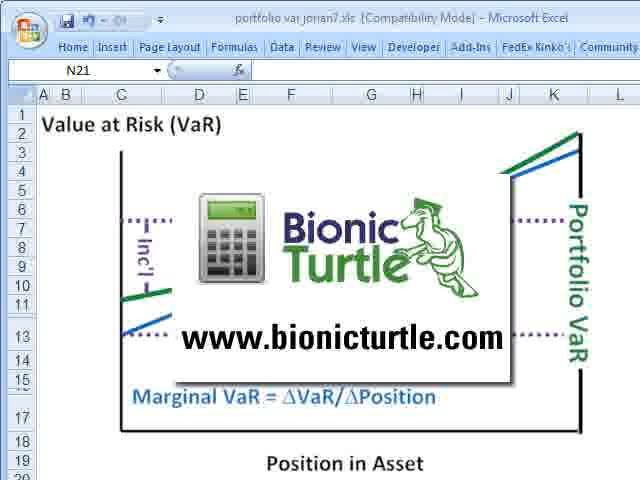 portfolio var jorian7.xls [Compatibility Mode] - Microsoft Excel
Home Insert Page Layout Formulas Data Review View Developer Add-Ins FedEx Kinko's Community
N21 fx
A B C D E F G H I J K L
1
Value at Risk (VaR)
2
3
4
5
6
7
8
9
10
11
13
14
15
17
18
19
20
Inc'l
Bionic
Turtle
www.bionicturtle.com
Portfolio VaR
Marginal VaR = ΔVaR/ΔPosition
Position in Asset